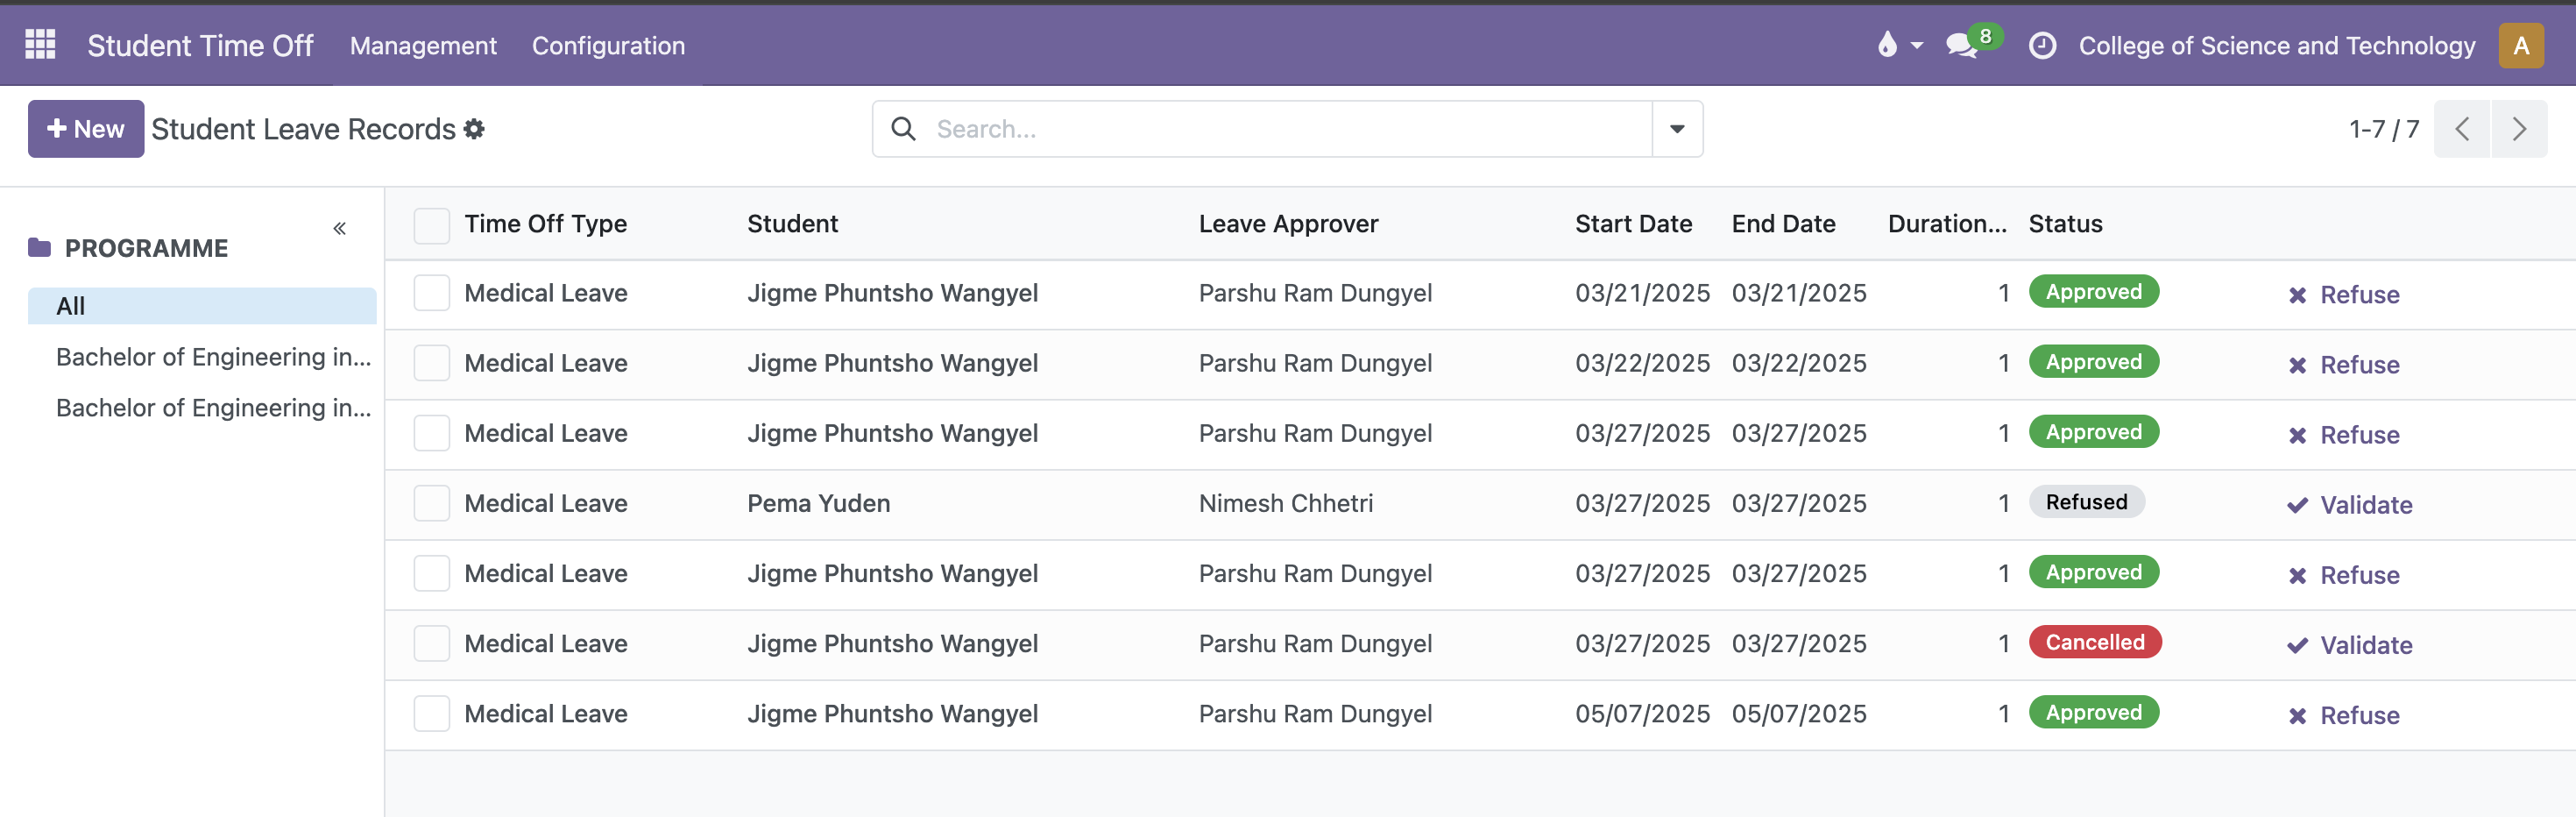 Student Time Off Management Configuration 8 College of Science and Technology A
New Student Leave Records Search... 1-7 / 7
PROGRAMME
All
Bachelor of Engineering in...
Bachelor of Engineering in...
Time Off Type Student Leave Approver Start Date End Date Duration... Status
Medical Leave Jigme Phuntsho Wangyel Parshu Ram Dungyel 03/21/2025 03/21/2025 1 Approved Refuse
Medical Leave Jigme Phuntsho Wangyel Parshu Ram Dungyel 03/22/2025 03/22/2025 1 Approved Refuse
Medical Leave Jigme Phuntsho Wangyel Parshu Ram Dungyel 03/27/2025 03/27/2025 1 Approved Refuse
Medical Leave Pema Yuden Nimesh Chhetri 03/27/2025 03/27/2025 1 Refused Validate
Medical Leave Jigme Phuntsho Wangyel Parshu Ram Dungyel 03/27/2025 03/27/2025 1 Approved Refuse
Medical Leave Jigme Phuntsho Wangyel Parshu Ram Dungyel 03/27/2025 03/27/2025 1 Cancelled Validate
Medical Leave Jigme Phuntsho Wangyel Parshu Ram Dungyel 05/07/2025 05/07/2025 1 Approved Refuse